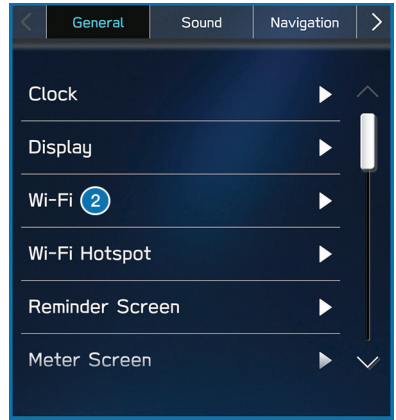 General Sound Navigation
Clock
Display
Wi-Fi 2
Wi-Fi Hotspot
Reminder Screen
Meter Screen